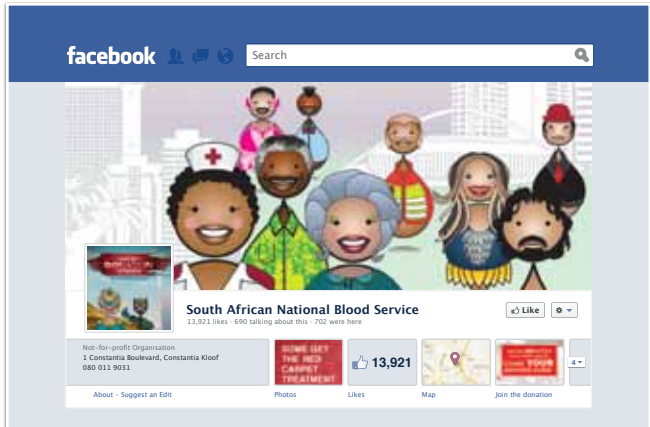 facebook
Search
South African National Blood Service
13,921 likes · 690 talking about this · 702 were here
Like
Not-for-profit Organisation
1 Constantia Boulevard, Constantia Kloof
080 011 9031
COME GET
THE RED
CARPET
TREATMENT
13,921
4
About – Suggest an Edit
Photos
Likes
Map
Join the donation